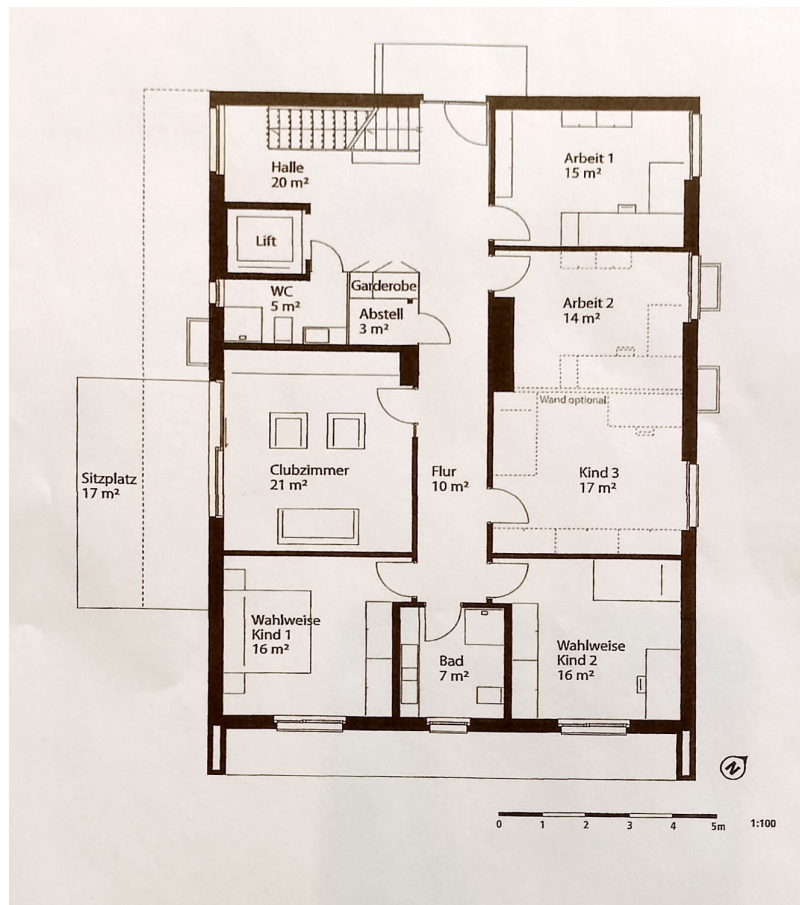 Halle
20 m²
Arbeit 1
15 m²
Lift
WC
5 m²
Garderobe
Abstell
3 m²
Arbeit 2
14 m²
Wand optional
Sitzplatz
17 m²
Clubzimmer
21 m²
Flur
10 m²
Kind 3
17 m²
Wahlweise
Kind 1
16 m²
Bad
7 m²
Wahlweise
Kind 2
16 m²
N
0 1 2 3 4 5m 1:100